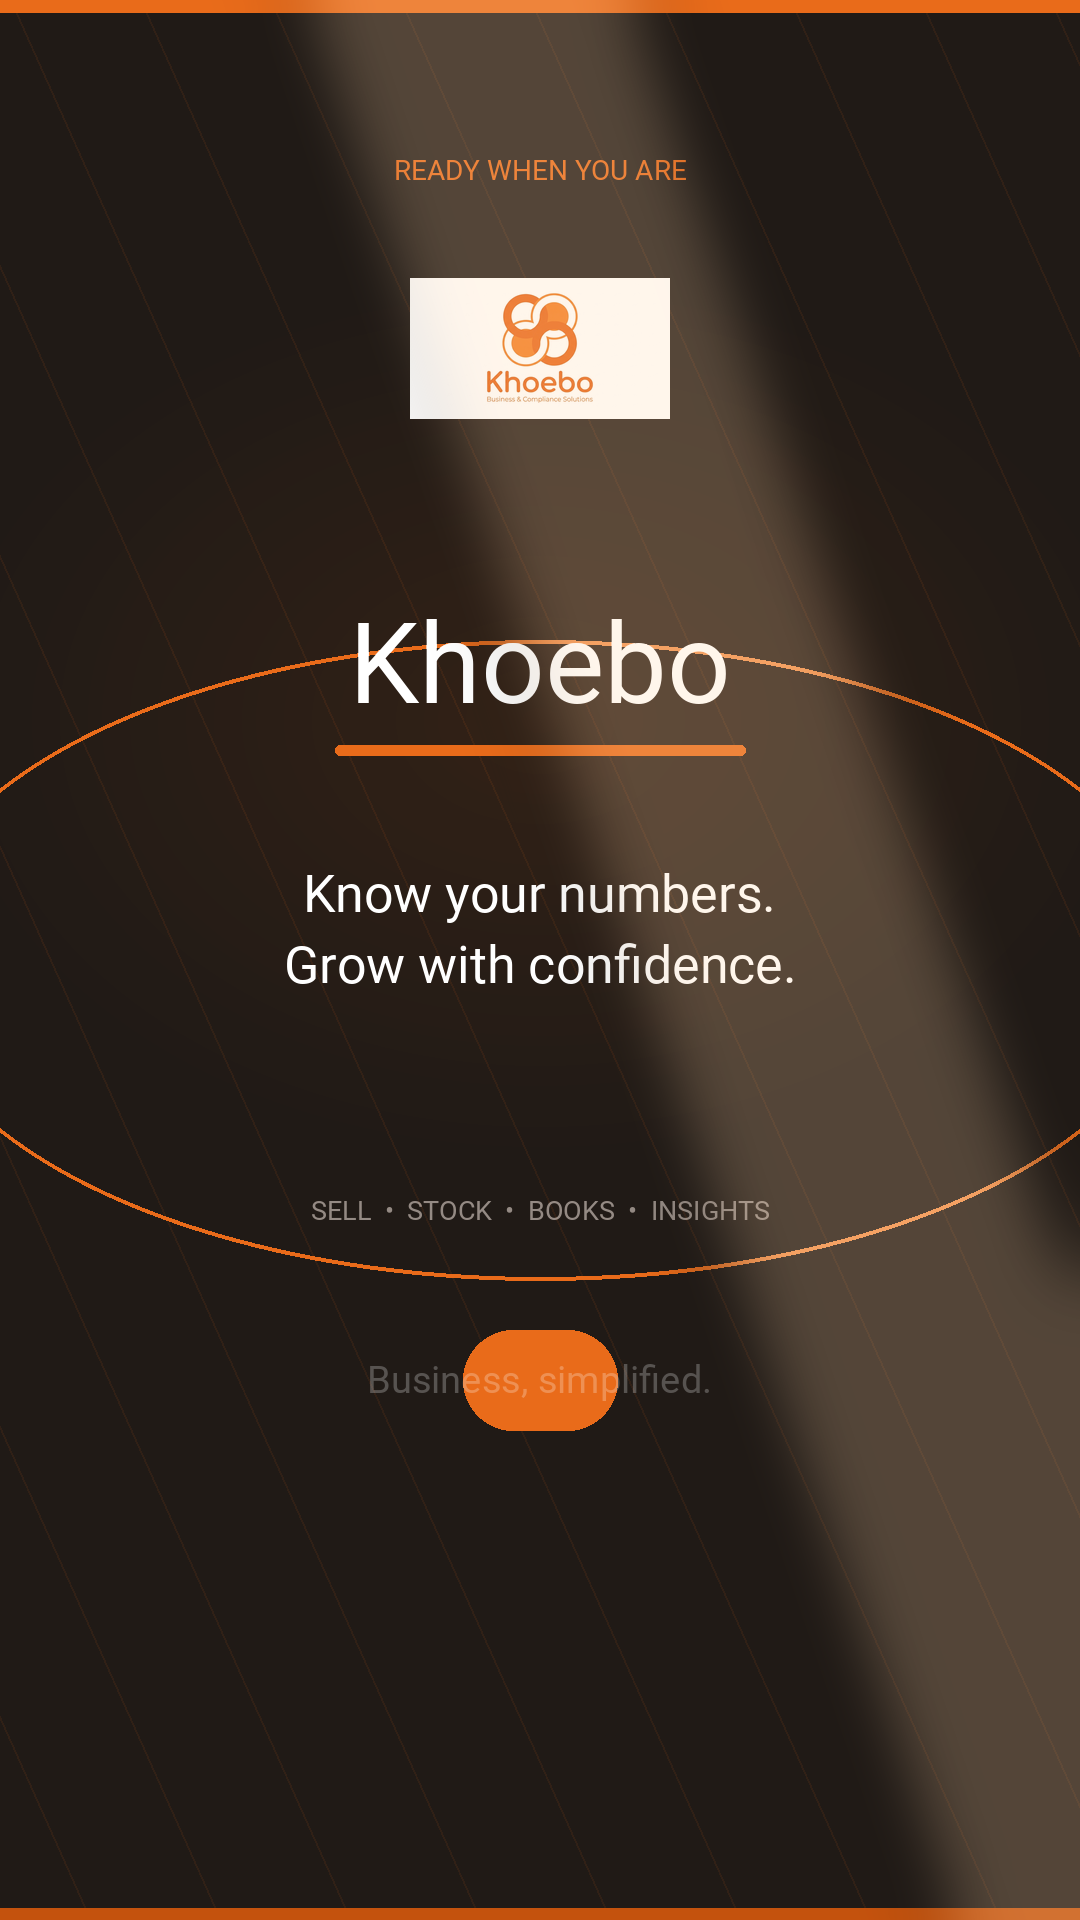 READY WHEN YOU ARE
Khoebo
Business & Compliance Solutions
Khoebo
Know your numbers.
Grow with confidence.
SELL • STOCK • BOOKS • INSIGHTS
Business, simplified.